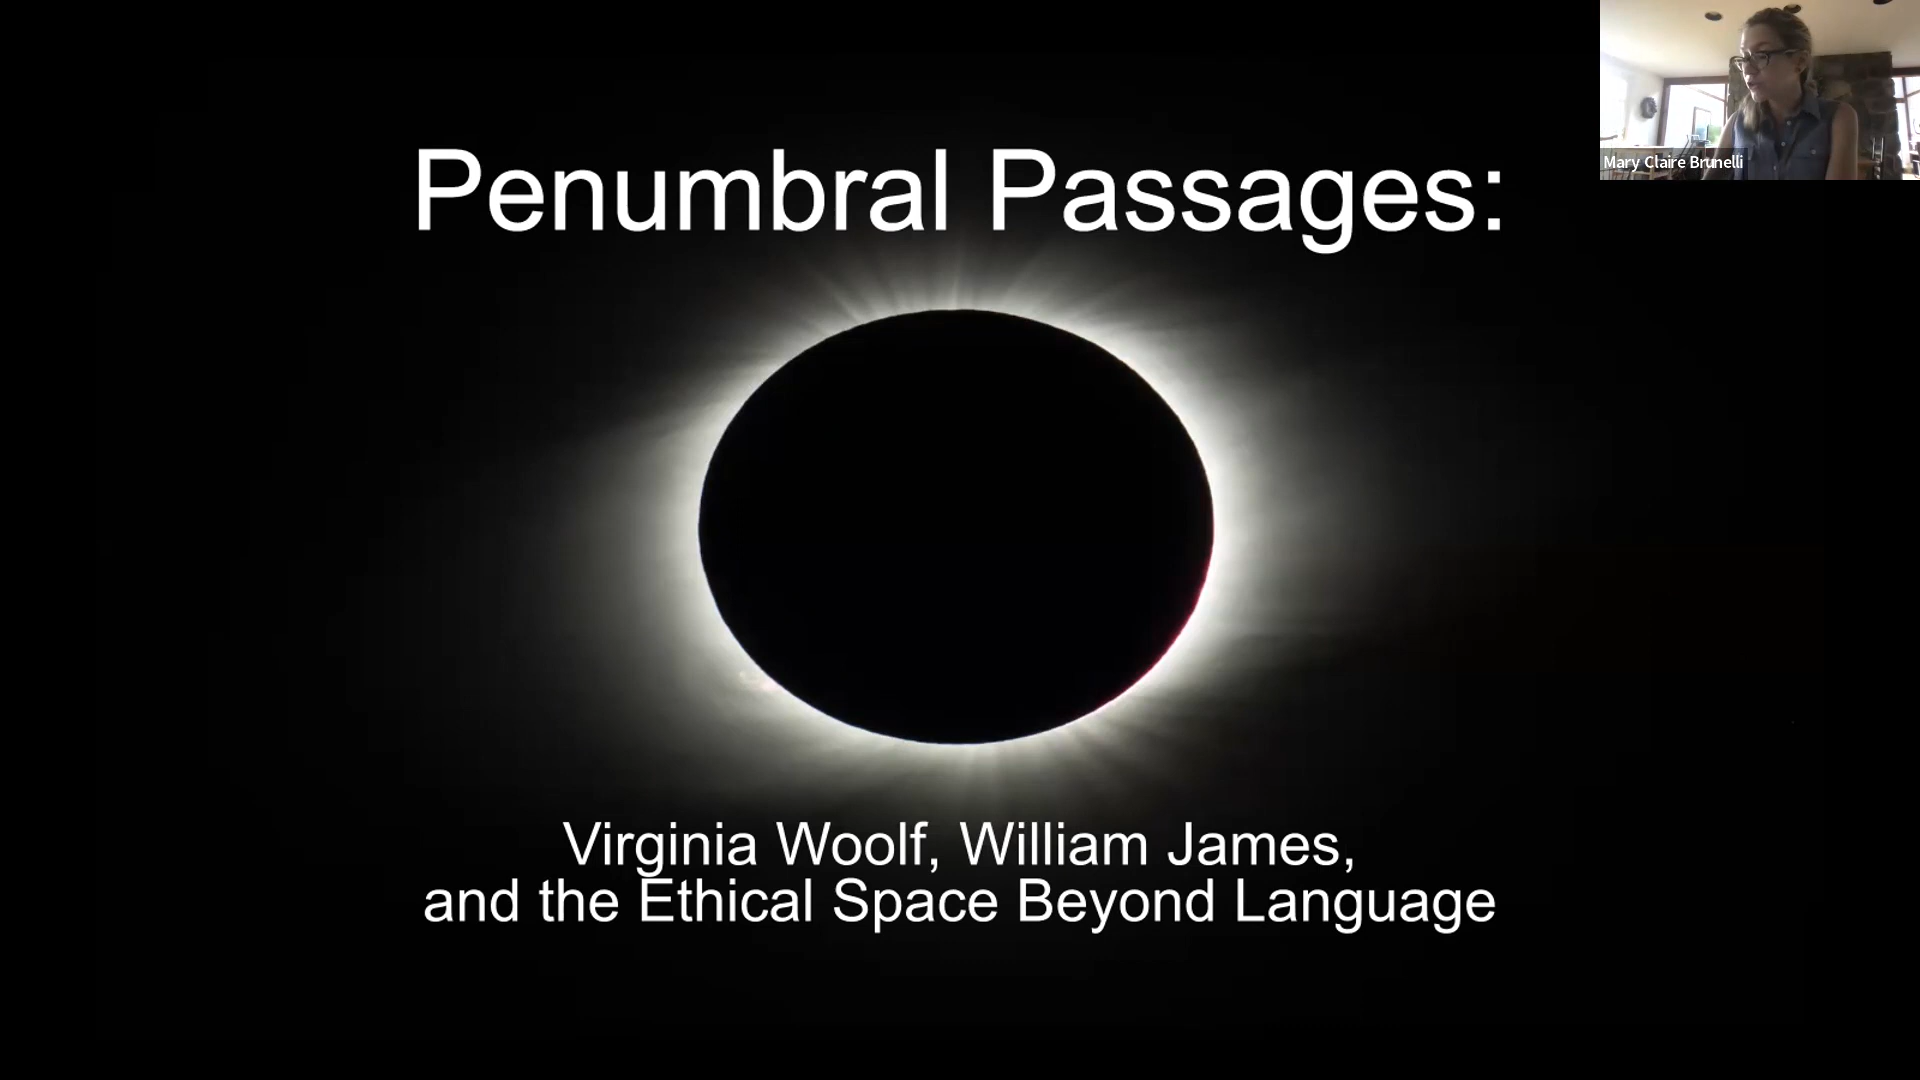 Penumbral Passages:
Mary Claire Brunelli
Virginia Woolf, William James,
and the Ethical Space Beyond Language